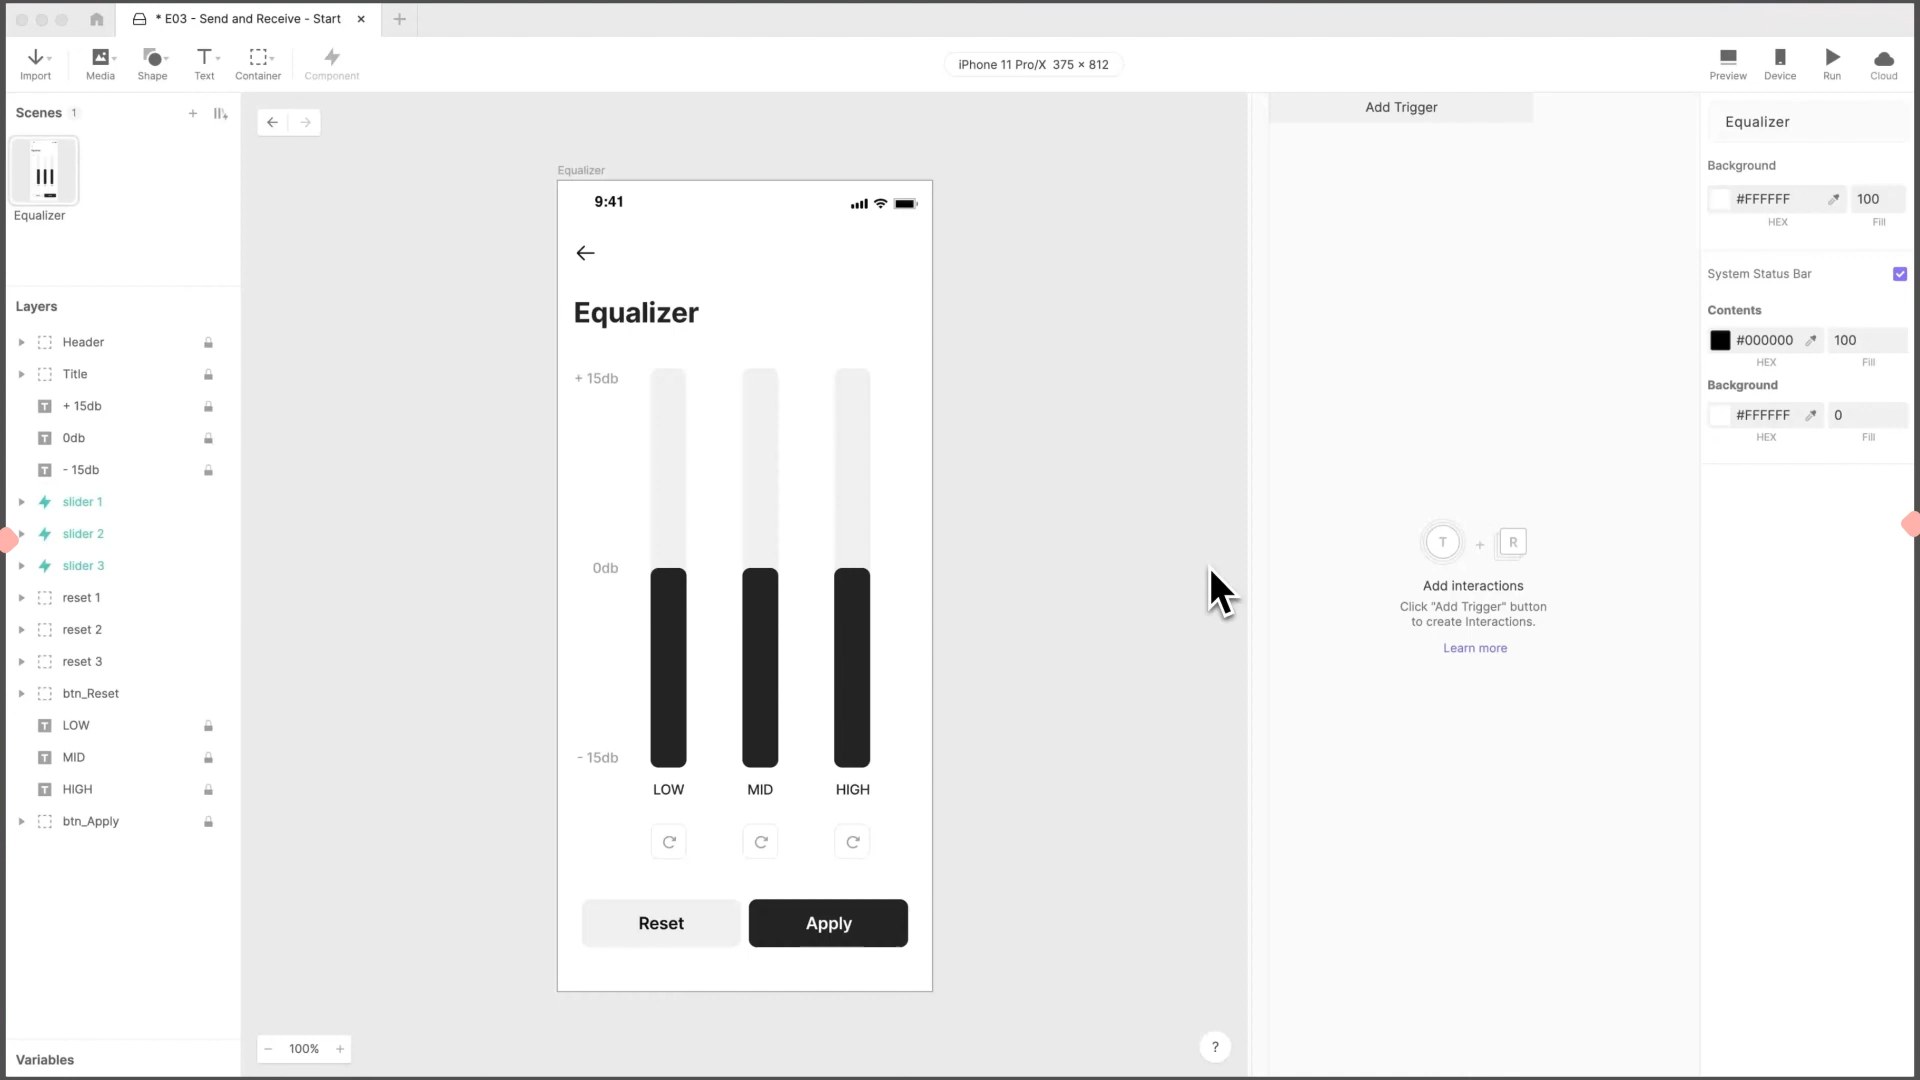 * E03 - Send and Receive - Start
Import
Media
Shape
Text
Container
Component
iPhone 11 Pro/X 375 × 812
Preview
Device
Run
Cloud
Scenes 1
Equalizer
Layers
Header
Title
+ 15db
0db
- 15db
slider 1
slider 2
slider 3
reset 1
reset 2
reset 3
btn_Reset
LOW
MID
HIGH
btn_Apply
Variables
Equalizer
9:41
Equalizer
+ 15db
0db
- 15db
LOW MID HIGH
Reset Apply
100%
?
Add Trigger
T + R
Add interactions
Click "Add Trigger" button
to create Interactions.
Learn more
Equalizer
Background
#FFFFFF 100
HEX Fill
System Status Bar
Contents
#000000 100
HEX Fill
Background
#FFFFFF 0
HEX Fill